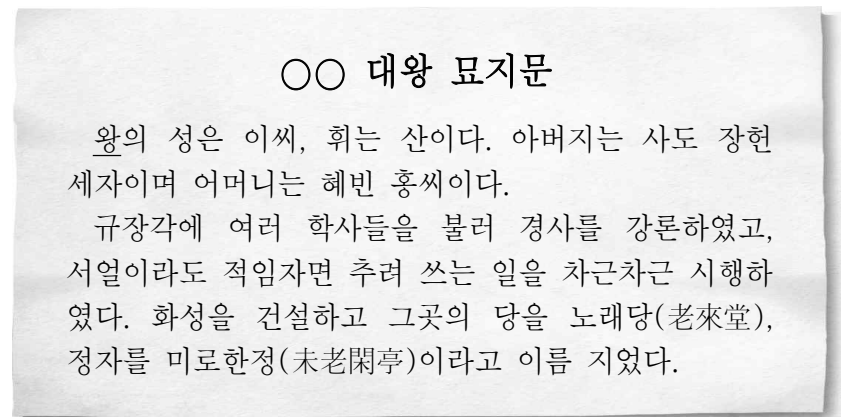 ○○ 대왕 묘지문
왕의 성은 이씨, 휘는 산이다. 아버지는 사도 장헌
세자이며 어머니는 혜빈 홍씨이다.
규장각에 여러 학사들을 불러 경사를 강론하였고,
서얼이라도 적임자면 추려 쓰는 일을 차근차근 시행하
였다. 화성을 건설하고 그곳의 당을 노래당(老來堂),
정자를 미로한정(未老閑亭)이라고 이름 지었다.